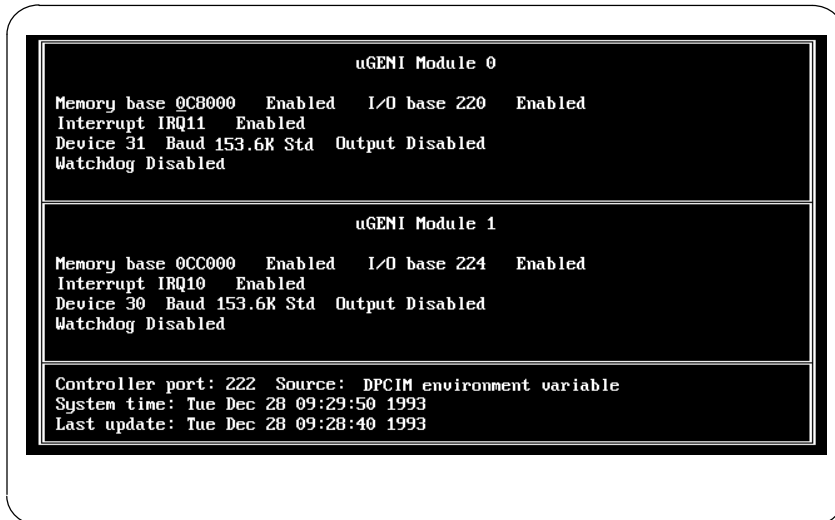 uGENI Module 0
Memory base 0C8000 Enabled I/O base 220 Enabled
Interrupt IRQ11 Enabled
Device 31 Baud 153.6K Std Output Disabled
Watchdog Disabled
uGENI Module 1
Memory base 0CC000 Enabled I/O base 224 Enabled
Interrupt IRQ10 Enabled
Device 30 Baud 153.6K Std Output Disabled
Watchdog Disabled
Controller port: 222 Source: DPCIM environment variable
System time: Tue Dec 28 09:29:50 1993
Last update: Tue Dec 28 09:28:40 1993